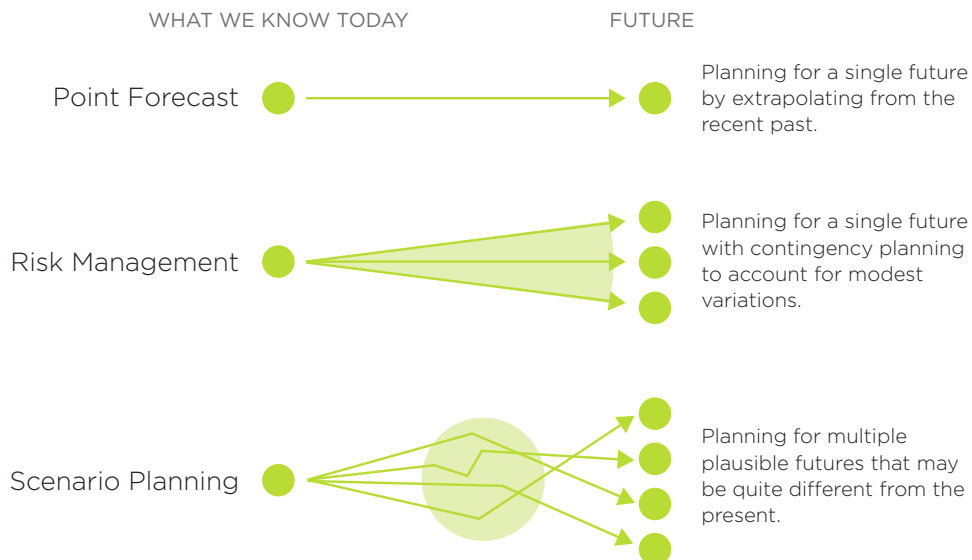 WHAT WE KNOW TODAY
FUTURE
Point Forecast
Planning for a single future
by extrapolating from the
recent past.
Risk Management
Planning for a single future
with contingency planning
to account for modest
variations.
Scenario Planning
Planning for multiple
plausible futures that may
be quite different from the
present.